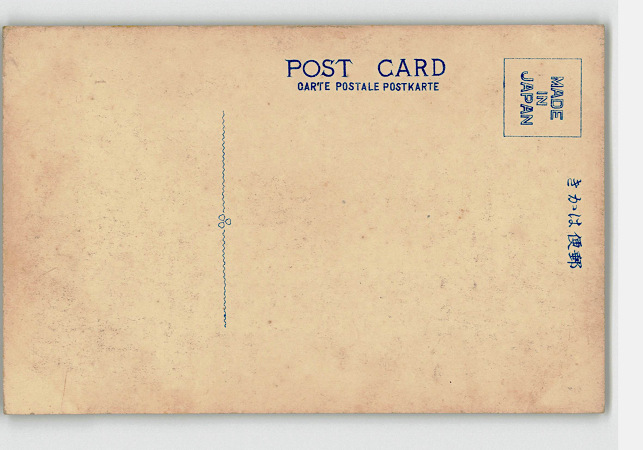 POST CARD
CARTE POSTALE POSTKARTE
MADE
IN
JAPAN
きかは便郵